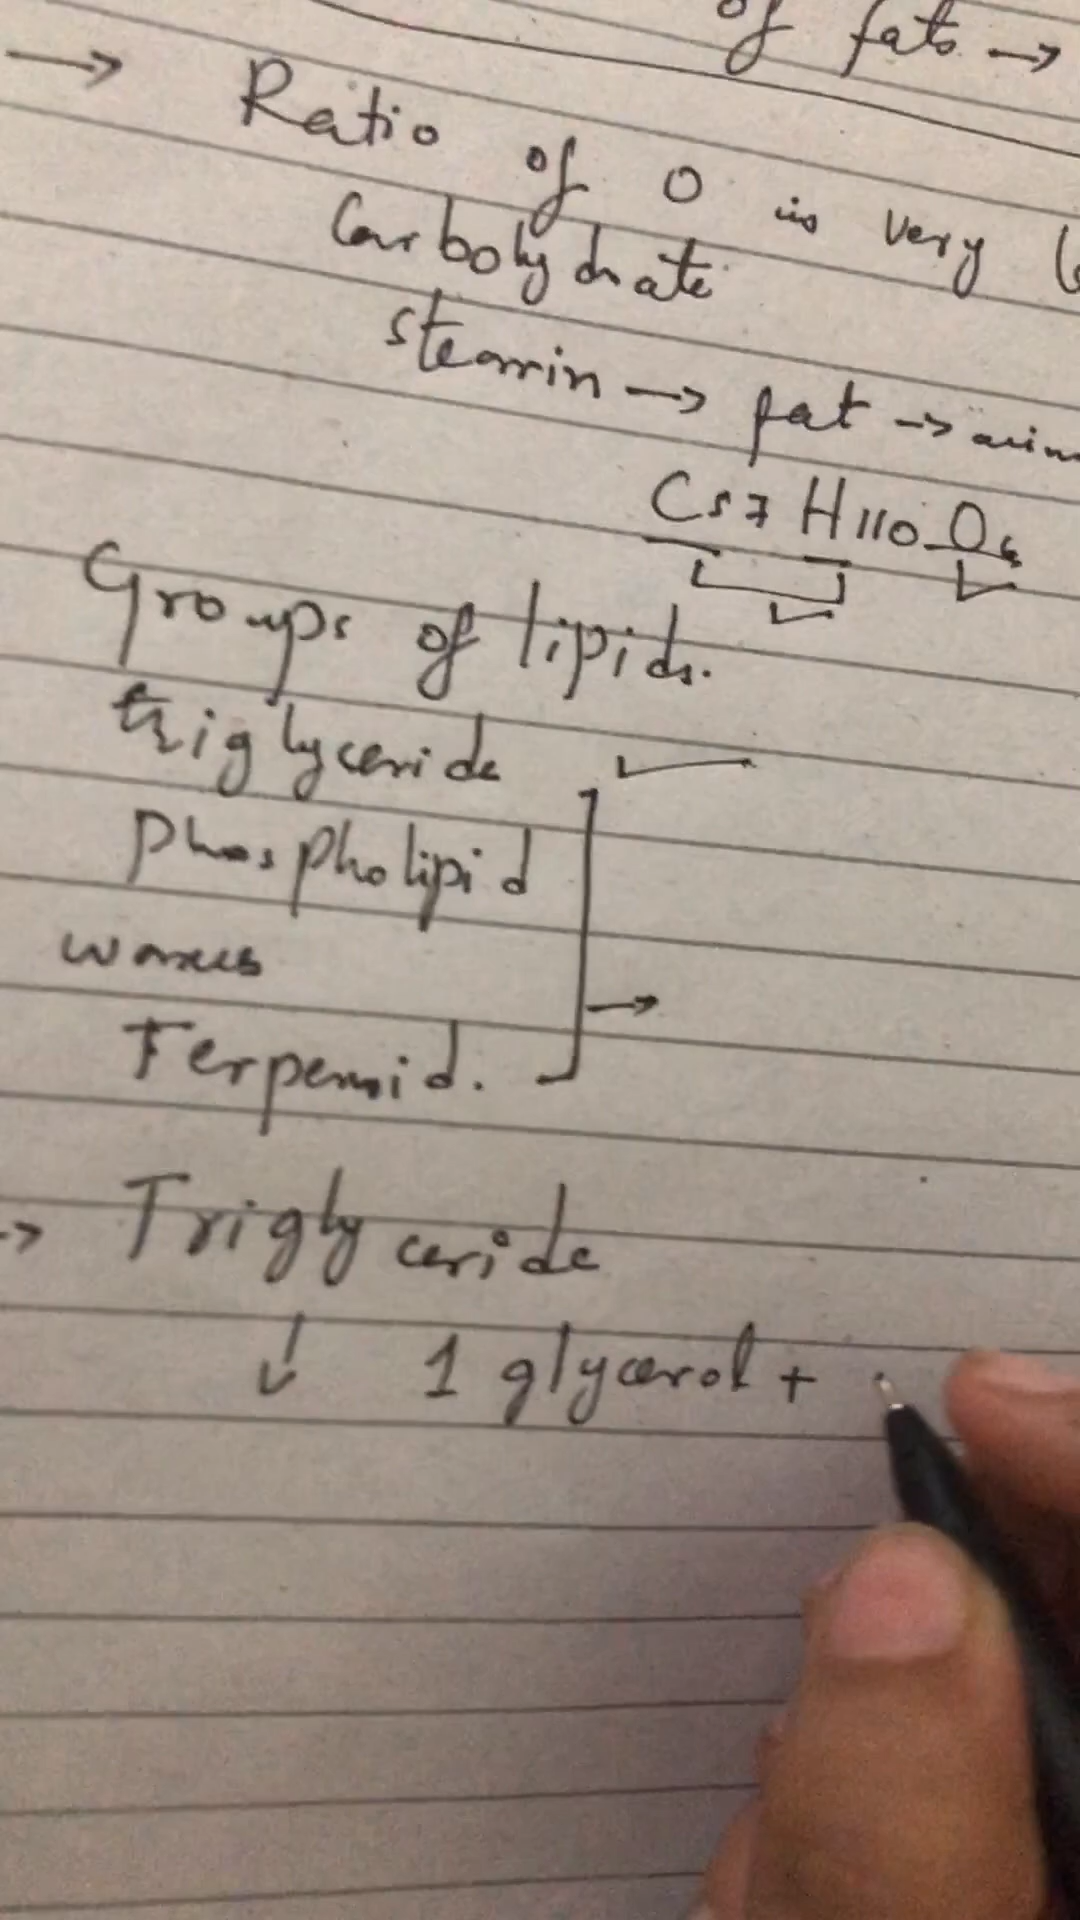 of fats →
→ Ratio of O is very
Carbohydrate
stearrin → fat →
C57 H110 O6
Groups of lipids.
triglyceride
Phospholipid
waxes
Terpenoid.
→ Triglyceride
↓ 1 glycerol +